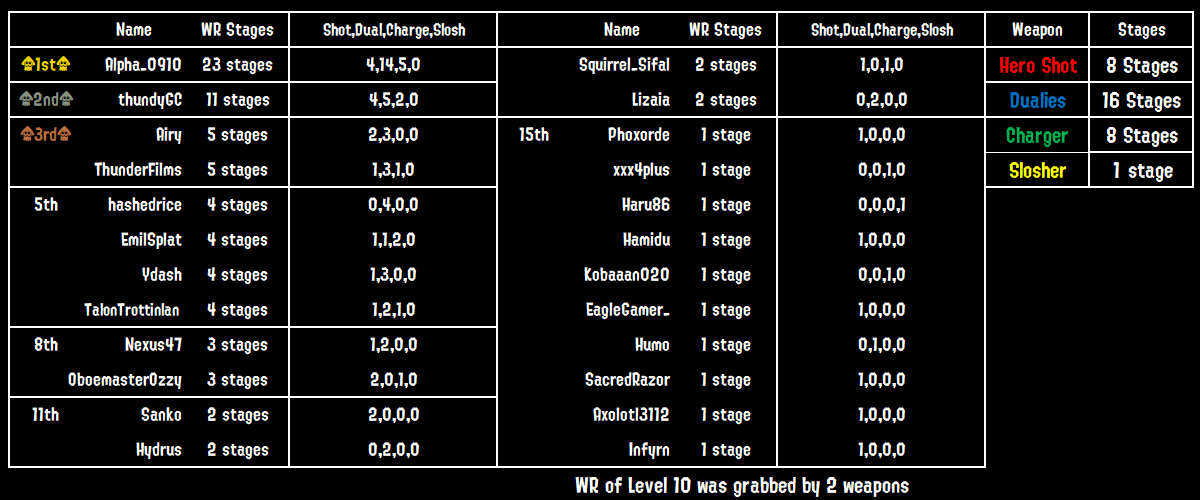 Name WR Stages Shot,Dual,Charge,Slosh Name WR Stages Shot,Dual,Charge,Slosh Weapon Stages
1st Alpha_0910 23 stages 4,14,5,0 Squirrel_Sifal 2 stages 1,0,1,0 Hero Shot 8 Stages
2nd thundyGC 11 stages 4,5,2,0 Lizaia 2 stages 0,2,0,0 Dualies 16 Stages
3rd Airy 5 stages 2,3,0,0 15th Phoxorde 1 stage 1,0,0,0 Charger 8 Stages
ThunderFilms 5 stages 1,3,1,0 xxx4plus 1 stage 0,0,1,0 Slosher 1 stage
5th hashedrice 4 stages 0,4,0,0 Haru86 1 stage 0,0,0,1
EmilSplat 4 stages 1,1,2,0 Hamidu 1 stage 1,0,0,0
Ydash 4 stages 1,3,0,0 Kobaaan020 1 stage 0,0,1,0
TalonTrottinlan 4 stages 1,2,1,0 EagleGamer_ 1 stage 1,0,0,0
8th Nexus47 3 stages 1,2,0,0 Humo 1 stage 0,1,0,0
OboemasterOzzy 3 stages 2,0,1,0 SacredRazor 1 stage 1,0,0,0
11th Sanko 2 stages 2,0,0,0 Axolotl3112 1 stage 1,0,0,0
Hydrus 2 stages 0,2,0,0 Infyrn 1 stage 1,0,0,0
WR of Level 10 was grabbed by 2 weapons